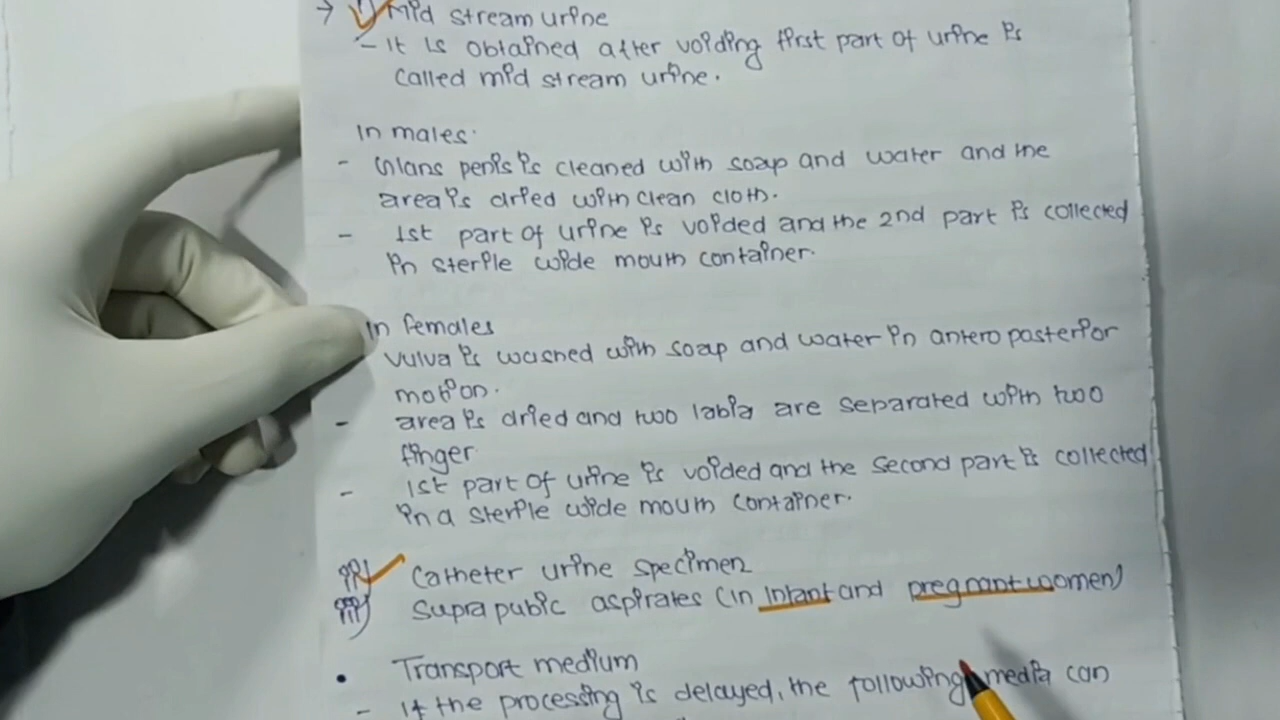 → i) Mid stream urine
- It is obtained after voiding first part of urine is
called mid stream urine.
In males.
- Glans penis is cleaned with soap and water and the
area is dried with clean cloth.
- 1st part of urine is voided and the 2nd part is collected
in sterile wide mouth container.
In females
Vulva is washed with soap and water in antero posterior
motion.
- area is dried and two labia are separated with two
finger
- 1st part of urine is voided and the second part is collected
in a sterile wide mouth container.
ii) Catheter urine specimen
iii) Supra pubic aspirates (in Infant and pregnant women)
• Transport medium
- If the processing is delayed, the following media can